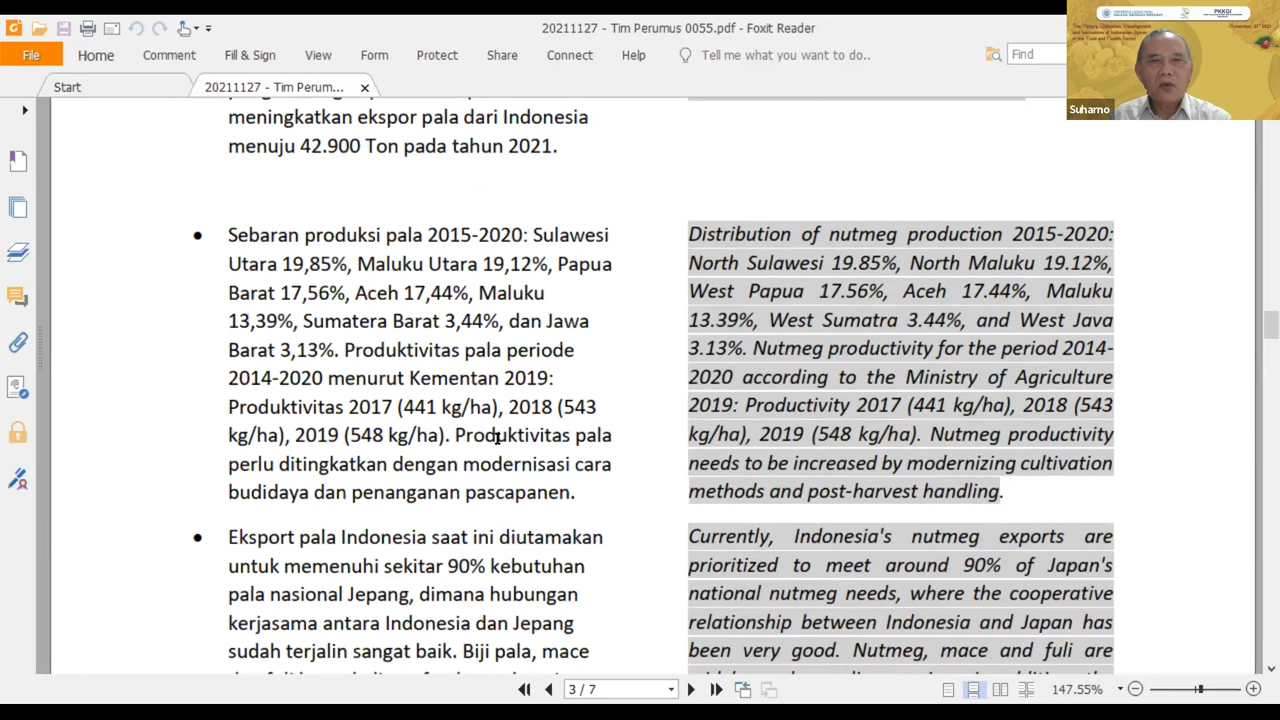 20211127 - Tim Perumus 0055.pdf - Foxit Reader
File Home Comment Fill & Sign View Form Protect Share Connect Help Tell me what you want to do.. Find
Start 20211127 - Tim Perum...
PKKGI
Suharno
meningkatkan ekspor pala dari Indonesia
menuju 42.900 Ton pada tahun 2021.
• Sebaran produksi pala 2015-2020: Sulawesi
Utara 19,85%, Maluku Utara 19,12%, Papua
Barat 17,56%, Aceh 17,44%, Maluku
13,39%, Sumatera Barat 3,44%, dan Jawa
Barat 3,13%. Produktivitas pala periode
2014-2020 menurut Kementan 2019:
Produktivitas 2017 (441 kg/ha), 2018 (543
kg/ha), 2019 (548 kg/ha). Produktivitas pala
perlu ditingkatkan dengan modernisasi cara
budidaya dan penanganan pascapanen.
• Eksport pala Indonesia saat ini diutamakan
untuk memenuhi sekitar 90% kebutuhan
pala nasional Jepang, dimana hubungan
kerjasama antara Indonesia dan Jepang
sudah terjalin sangat baik. Biji pala, mace
Distribution of nutmeg production 2015-2020:
North Sulawesi 19.85%, North Maluku 19.12%,
West Papua 17.56%, Aceh 17.44%, Maluku
13.39%, West Sumatra 3.44%, and West Java
3.13%. Nutmeg productivity for the period 2014-
2020 according to the Ministry of Agriculture
2019: Productivity 2017 (441 kg/ha), 2018 (543
kg/ha), 2019 (548 kg/ha). Nutmeg productivity
needs to be increased by modernizing cultivation
methods and post-harvest handling.
Currently, Indonesia's nutmeg exports are
prioritized to meet around 90% of Japan's
national nutmeg needs, where the cooperative
relationship between Indonesia and Japan has
been very good. Nutmeg, mace and fuli are
3 / 7
147.55%